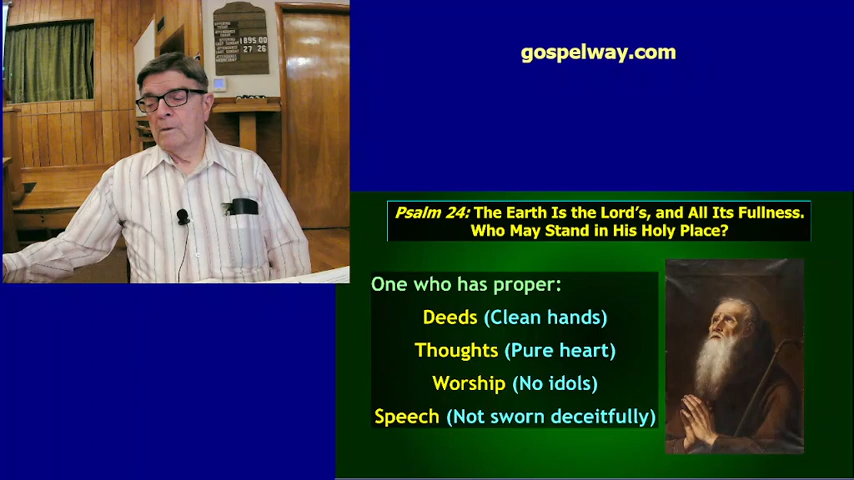 gospelway.com
1895.00
27 26
Psalm 24: The Earth Is the Lord's, and All Its Fullness.
Who May Stand in His Holy Place?
One who has proper:
Deeds (Clean hands)
Thoughts (Pure heart)
Worship (No idols)
Speech (Not sworn deceitfully)